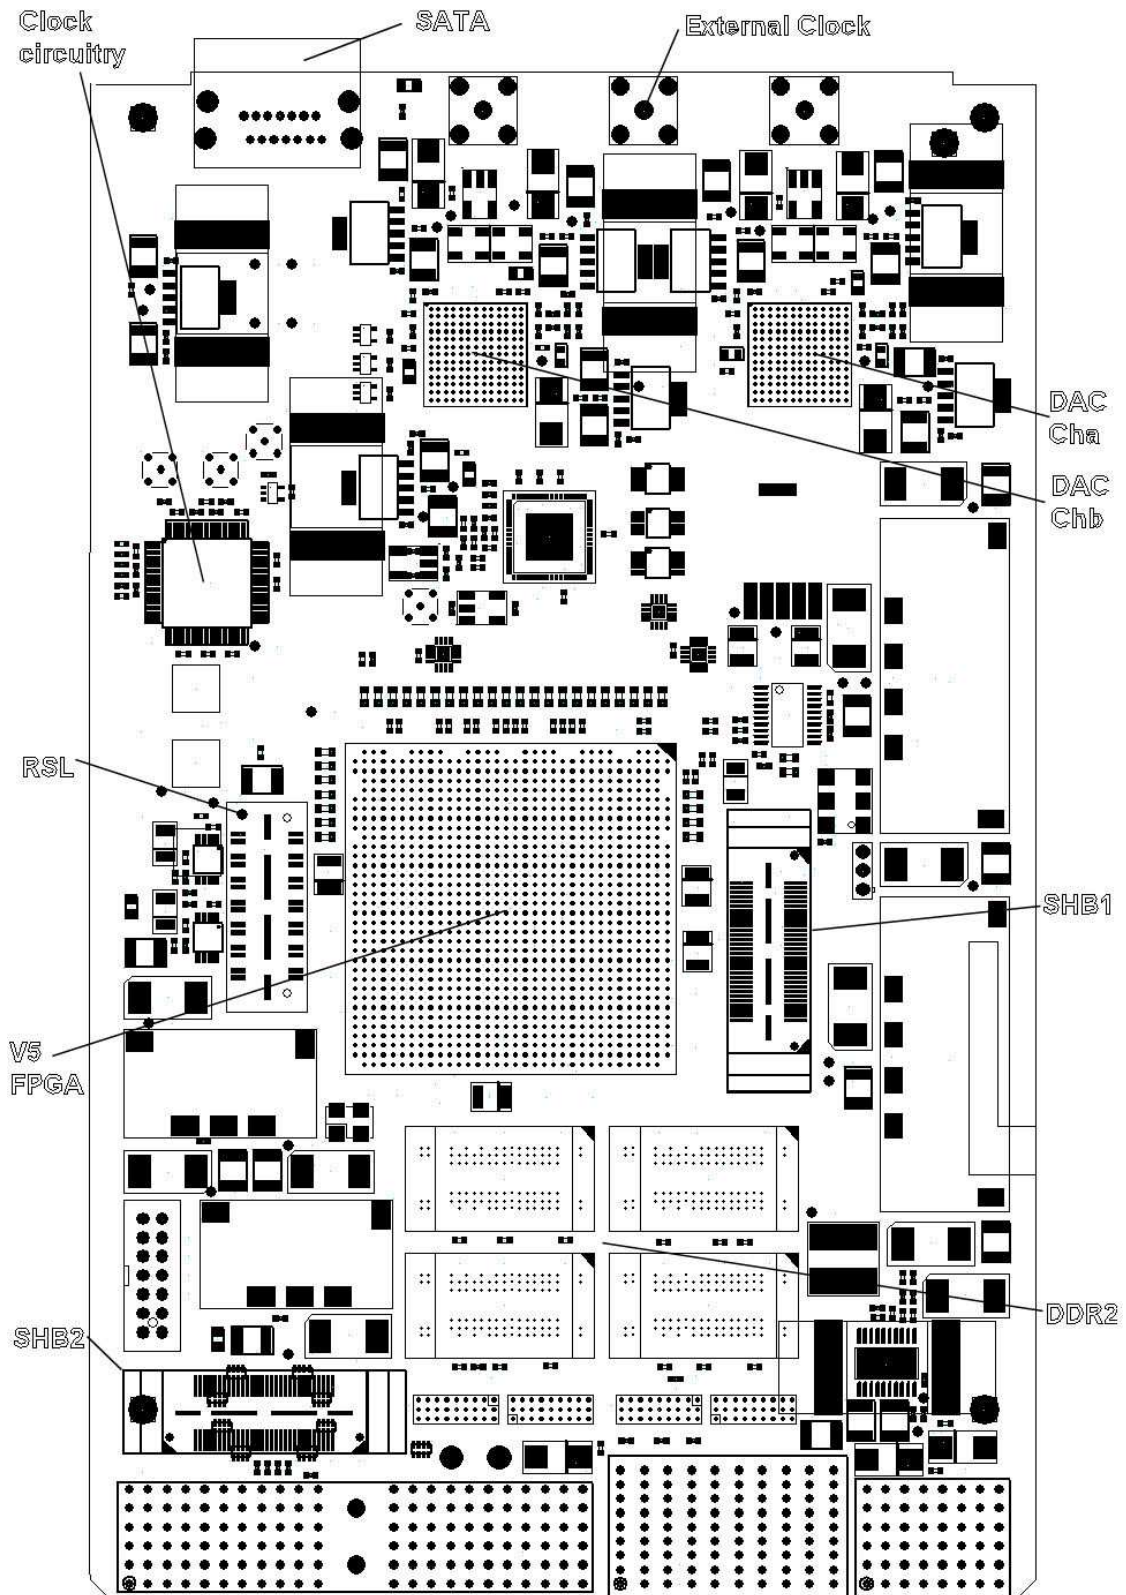 Clock
circuitry
SATA
External Clock
DAC
Cha
DAC
Chb
RSL
SHB1
V5
FPGA
DDR2
SHB2